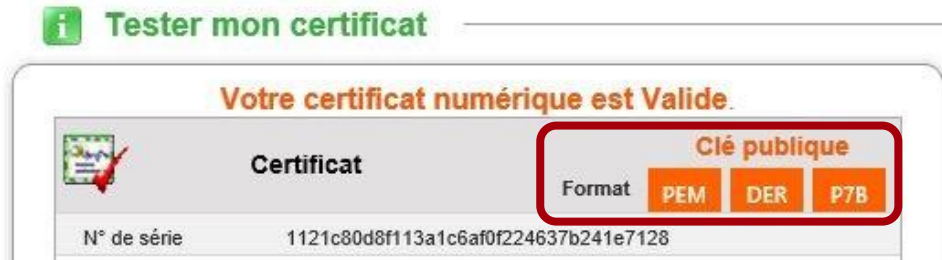 Tester mon certificat
Votre certificat numérique est Valide.
Clé publique
Certificat
Format PEM DER P7B
N° de série 1121c80d8f113a1c6af0f224637b241e7128